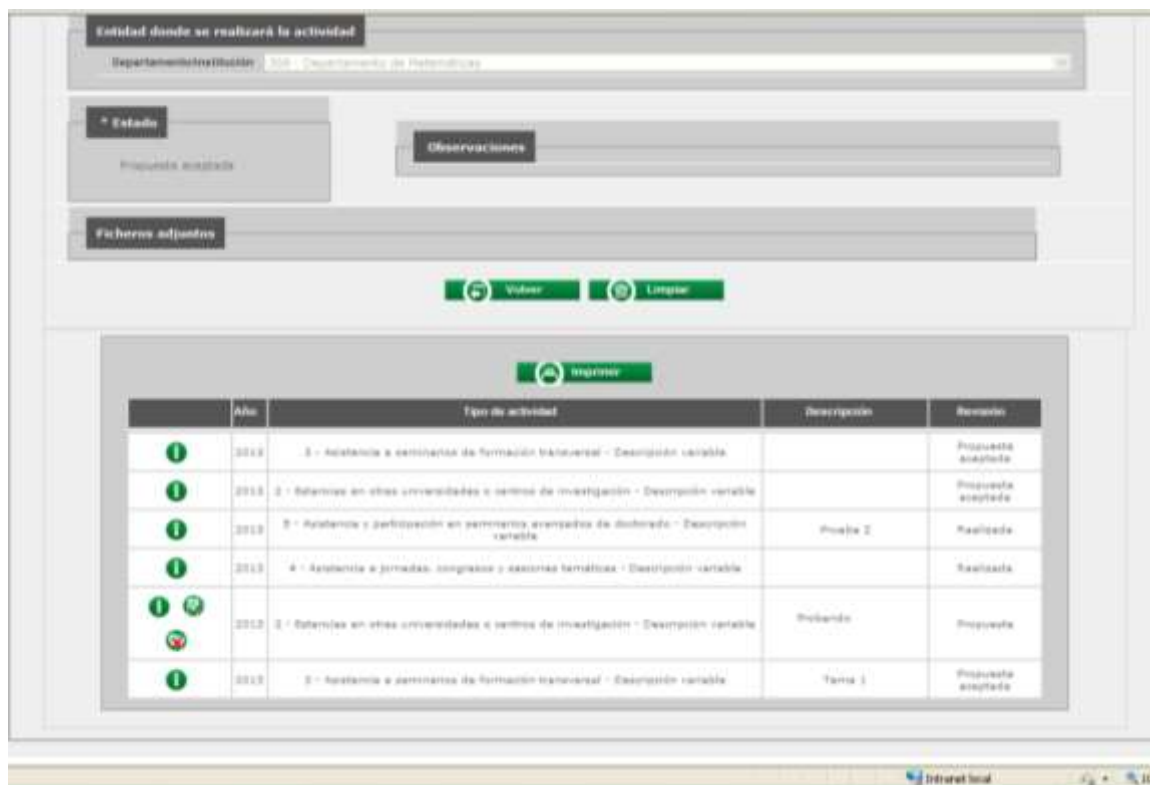 Entidad donde se realizará la actividad
Departamento/Institución Departamento de Matemáticas
* Estado
Observaciones
Propuesta aceptada
Ficheros adjuntos
Volver Limpiar
Imprimir
Año Tipo de actividad Descripción Revisión
2013 Asistencia a seminarios de formación transversal - Descripción variable Propuesta aceptada
2013 2 - Estancias en otras universidades o centros de investigación - Descripción variable Propuesta aceptada
2013 Asistencia y participación en seminarios avanzados de doctorado - Descripción variable Prueba 2 Realizada
2013 4 - Asistencia a jornadas, congresos y sesiones temáticas - Descripción variable Realizada
2013 2 - Estancias en otras universidades o centros de investigación - Descripción variable Probando Propuesta
2013 Asistencia a seminarios de formación transversal - Descripción variable Tema 1 Propuesta aceptada
Intranet local